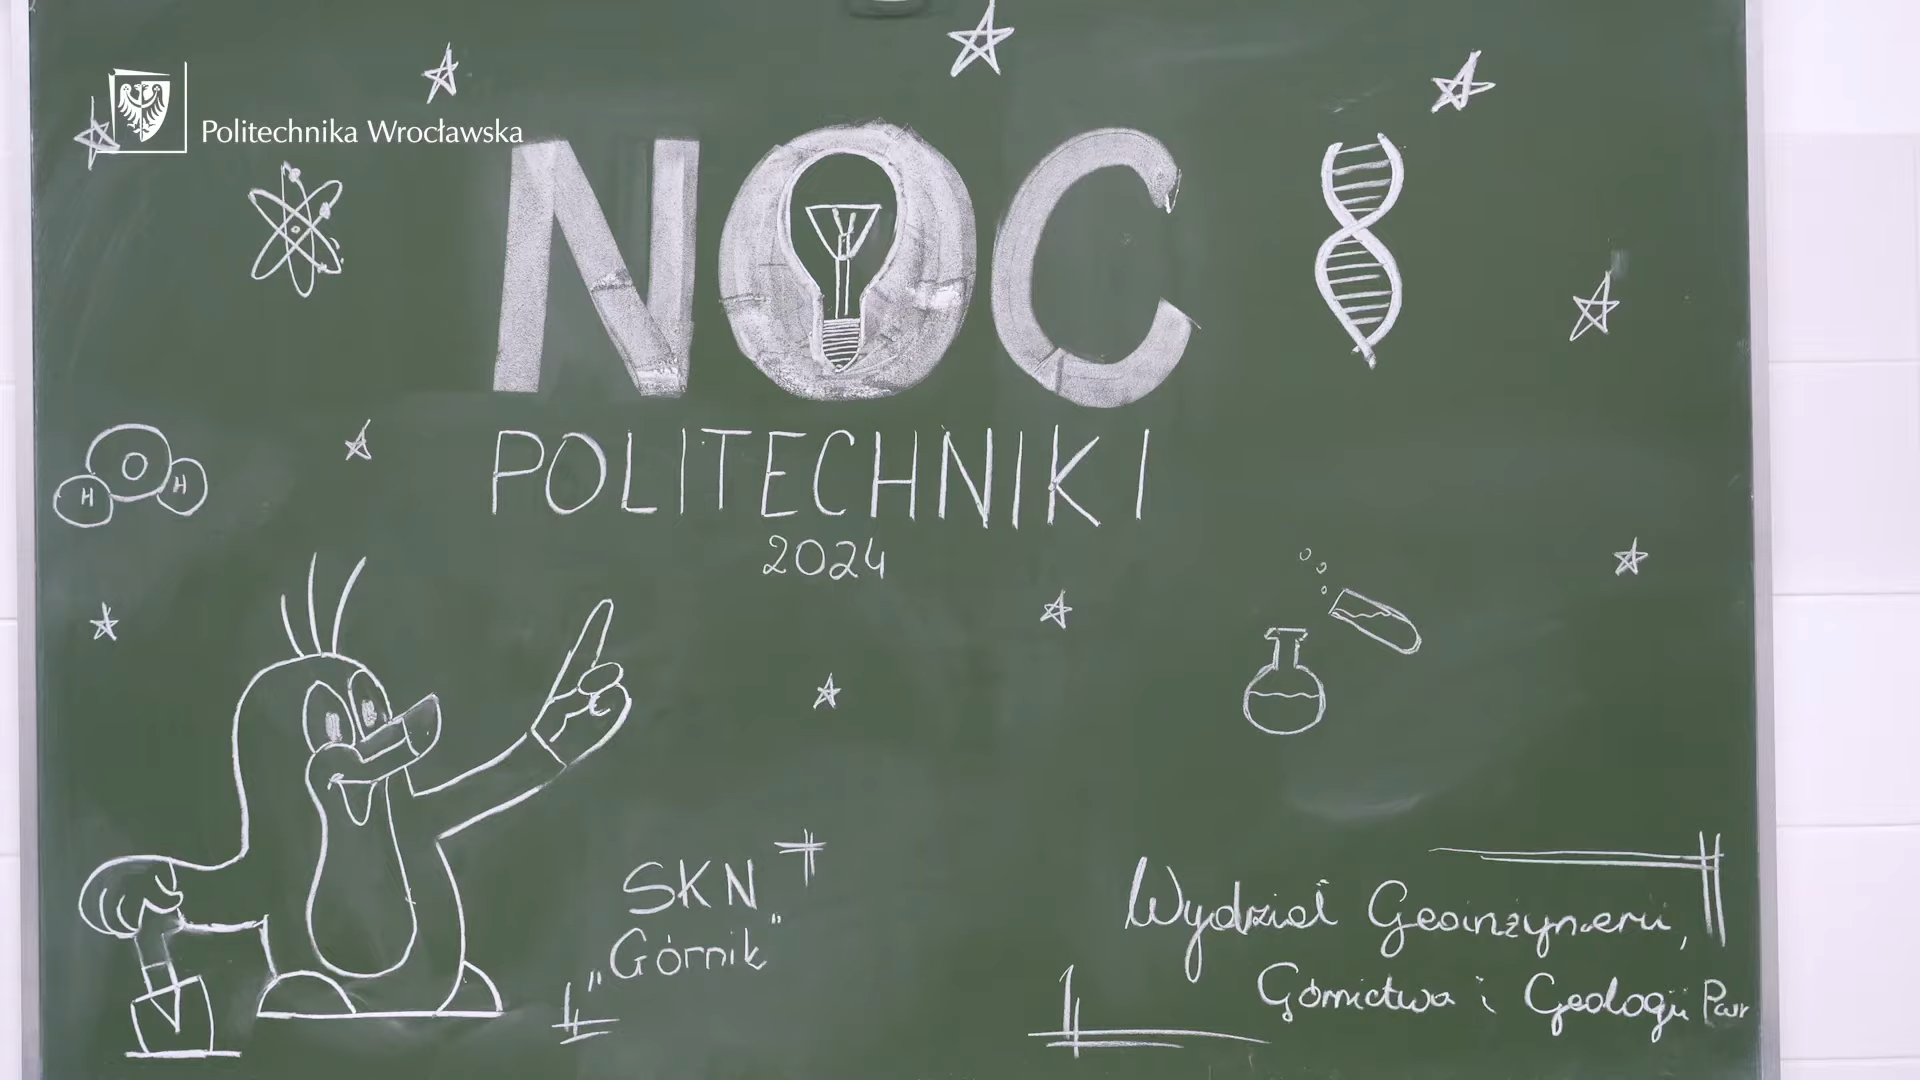 Politechnika Wrocławska
NOC
POLITECHNIKI
2024
O
H H
SKN
„Górnik”
Wydział Geoinżynierii,
Górnictwa i Geologii PWr